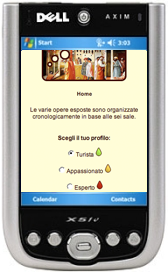 DELL AXIM
Start 3:03
Home
Le varie opere esposte sono organizzate
cronologicamente in base alle sei sale.
Scegli il tuo profilo:
Turista
Appassionato
Esperto
Calendar Contacts
X51v